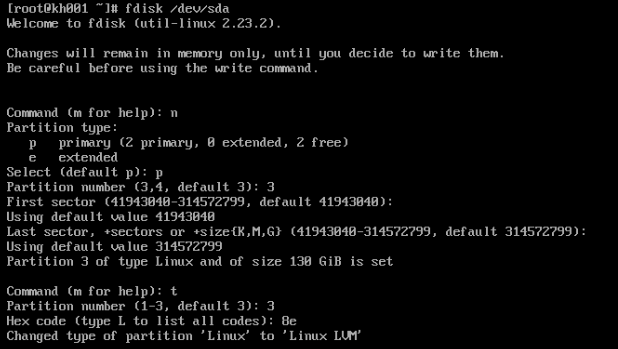 [root@kh001 ~]# fdisk /dev/sda
Welcome to fdisk (util-linux 2.23.2).

Changes will remain in memory only, until you decide to write them.
Be careful before using the write command.


Command (m for help): n
Partition type:
   p   primary (2 primary, 0 extended, 2 free)
   e   extended
Select (default p): p
Partition number (3,4, default 3): 3
First sector (41943040-314572799, default 41943040):
Using default value 41943040
Last sector, +sectors or +size{K,M,G} (41943040-314572799, default 314572799):
Using default value 314572799
Partition 3 of type Linux and of size 130 GiB is set

Command (m for help): t
Partition number (1-3, default 3): 3
Hex code (type L to list all codes): 8e
Changed type of partition 'Linux' to 'Linux LVM'